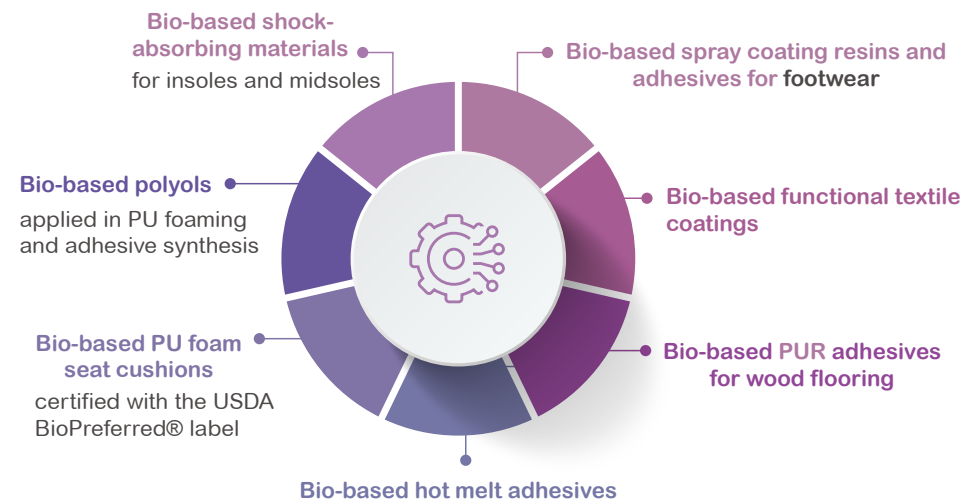 Bio-based shock-
absorbing materials
for insoles and midsoles
Bio-based spray coating resins and
adhesives for footwear
Bio-based polyols
applied in PU foaming
and adhesive synthesis
Bio-based functional textile
coatings
Bio-based PU foam
seat cushions
certified with the USDA
BioPreferred® label
Bio-based PUR adhesives
for wood flooring
Bio-based hot melt adhesives